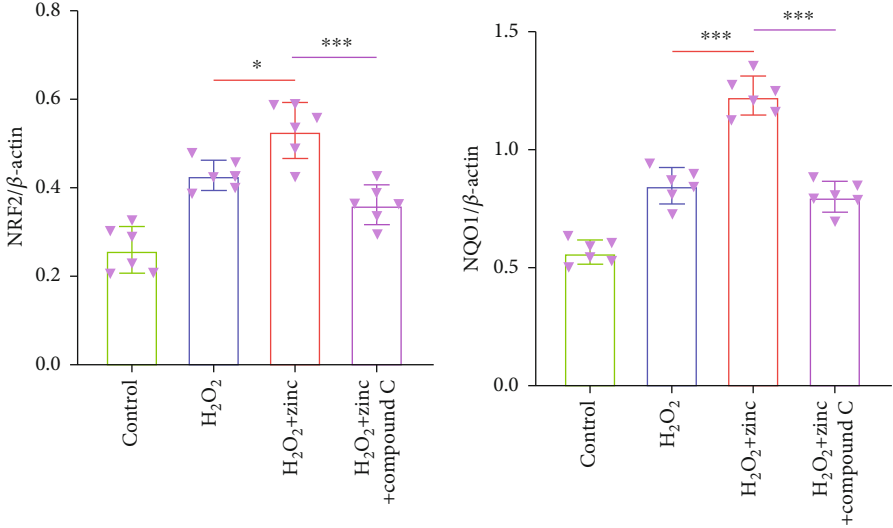 NRF2/β-actin
0.8
0.6
0.4
0.2
0.0
*
***
Control
H₂O₂
H₂O₂+zinc
H₂O₂+zinc
+compound C
NQO1/β-actin
1.5
1.0
0.5
0.0
***
***
Control
H₂O₂
H₂O₂+zinc
H₂O₂+zinc
+compound C